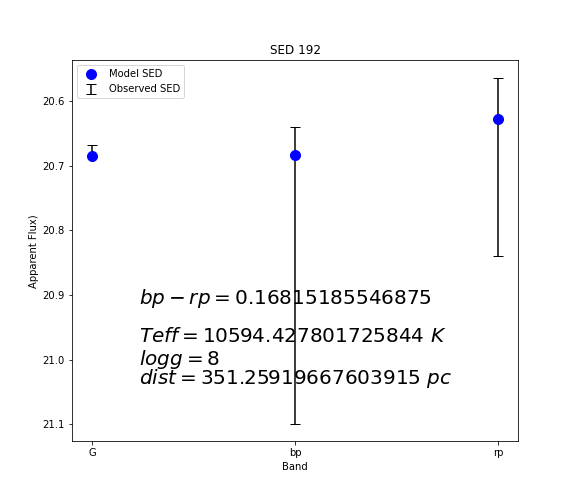 SED 192
Model SED
Observed SED
20.6
20.7
20.8
20.9
21.0
21.1
Apparent Flux)
bp − rp = 0.16815185546875
Teff = 10594.427801725844 K
logg = 8
dist = 351.25919667603915 pc
G bp rp
Band